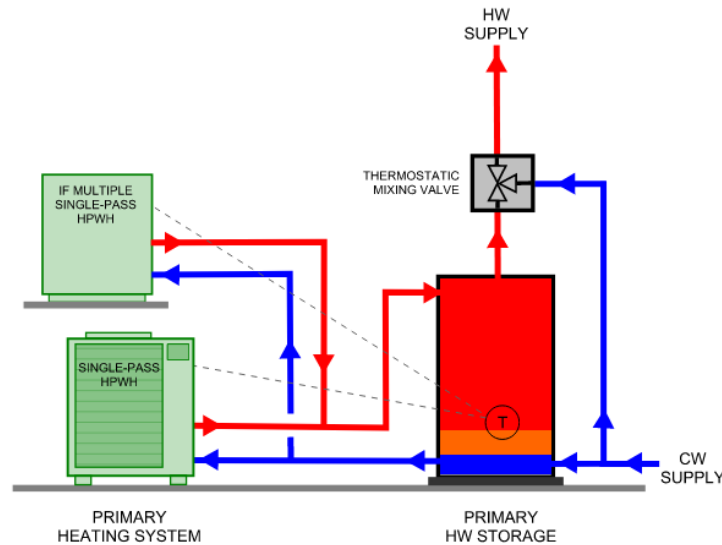 HW
SUPPLY
THERMOSTATIC
MIXING VALVE
IF MULTIPLE
SINGLE-PASS
HPWH
SINGLE-PASS
HPWH
T
CW
SUPPLY
PRIMARY
HEATING SYSTEM
PRIMARY
HW STORAGE